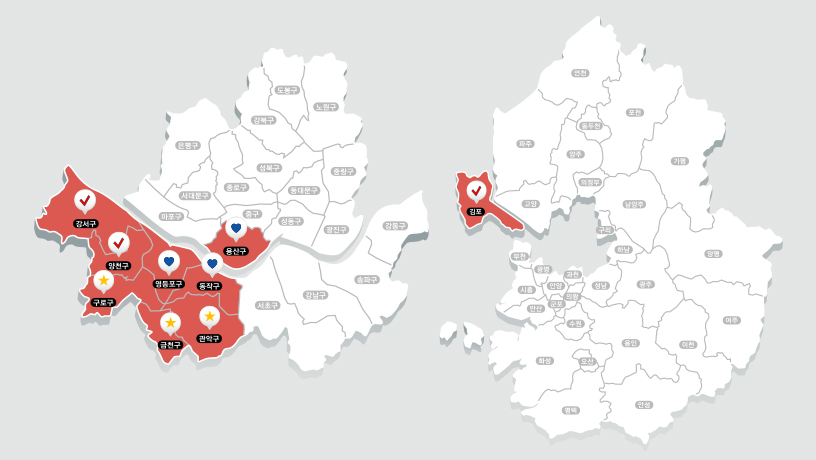 도봉구
노원구
강북구
은평구
성북구
중랑구
종로구
동대문구
서대문구
마포구
중구
성동구
광진구
강동구
용산구
강서구
양천구
영등포구
동작구
구로구
금천구
관악구
서초구
강남구
송파구
연천
포천
파주
동두천
양주
가평
의정부
고양
남양주
김포
구리
하남
양평
부천
광명
과천
시흥
안양
성남
광주
의왕
군포
안산
수원
여주
용인
이천
화성
오산
평택
안성